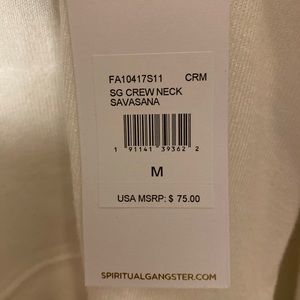 FA10417S11 CRM
SG CREW NECK
SAVASANA
1 91141 39362 2
M
USA MSRP: $ 75.00
SPIRITUALGANGSTER.COM